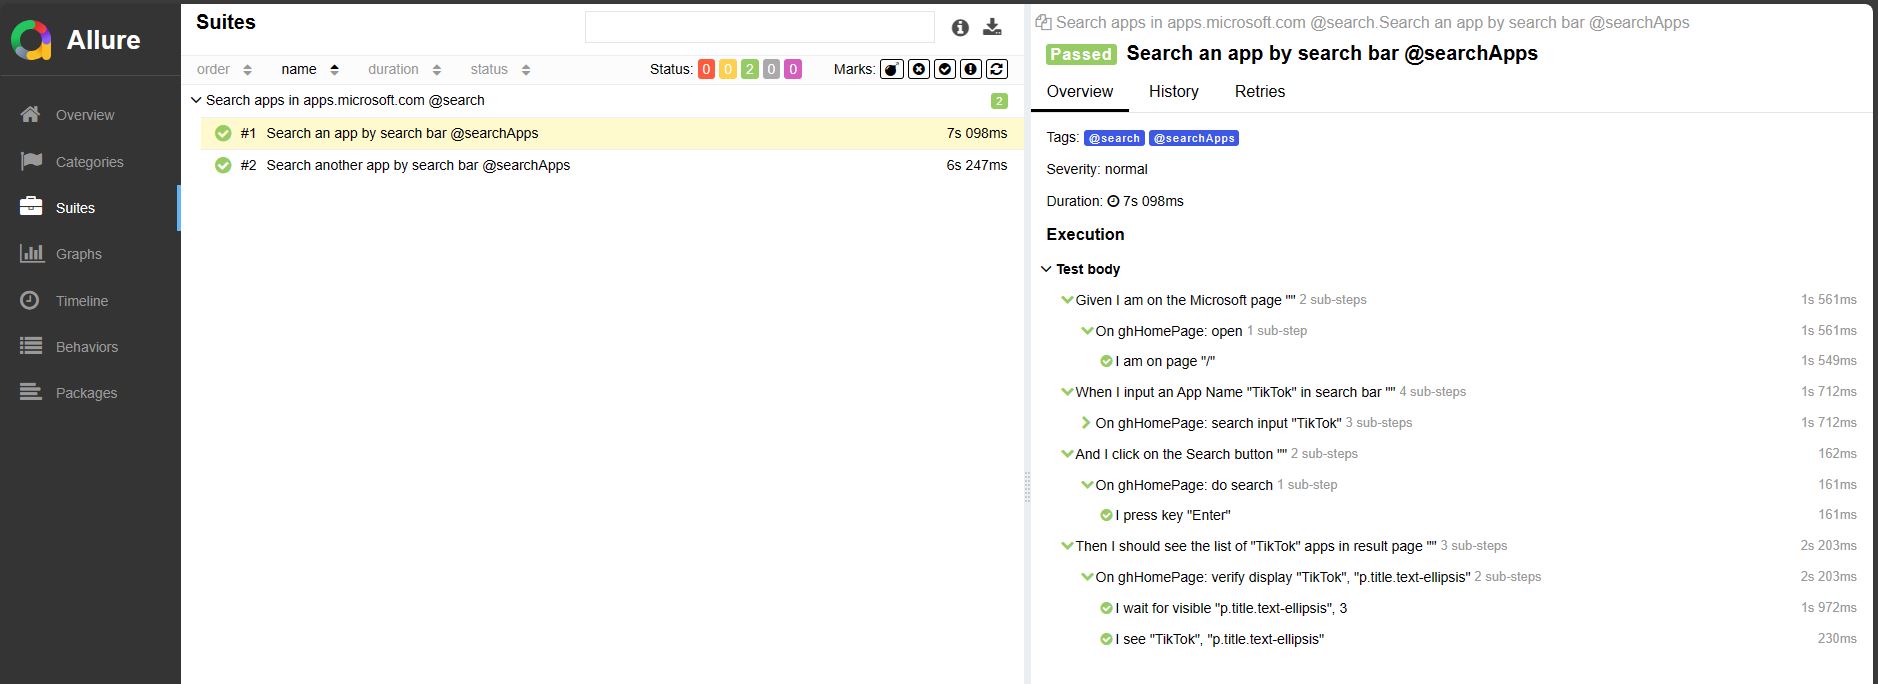 Allure
Overview
Categories
Suites
Graphs
Timeline
Behaviors
Packages
Suites
order name duration status Status: 0 0 2 0 0 Marks:
Search apps in apps.microsoft.com @search 2
#1 Search an app by search bar @searchApps 7s 098ms
#2 Search another app by search bar @searchApps 6s 247ms
Search apps in apps.microsoft.com @search.Search an app by search bar @searchApps
Passed Search an app by search bar @searchApps
Overview History Retries
Tags: @search @searchApps
Severity: normal
Duration: 7s 098ms
Execution
Test body
Given I am on the Microsoft page "" 2 sub-steps 1s 561ms
On ghHomePage: open 1 sub-step 1s 561ms
I am on page "/" 1s 549ms
When I input an App Name "TikTok" in search bar "" 4 sub-steps 1s 712ms
On ghHomePage: search input "TikTok" 3 sub-steps 1s 712ms
And I click on the Search button "" 2 sub-steps 162ms
On ghHomePage: do search 1 sub-step 161ms
I press key "Enter" 161ms
Then I should see the list of "TikTok" apps in result page "" 3 sub-steps 2s 203ms
On ghHomePage: verify display "TikTok", "p.title.text-ellipsis" 2 sub-steps 2s 203ms
I wait for visible "p.title.text-ellipsis", 3 1s 972ms
I see "TikTok", "p.title.text-ellipsis" 230ms